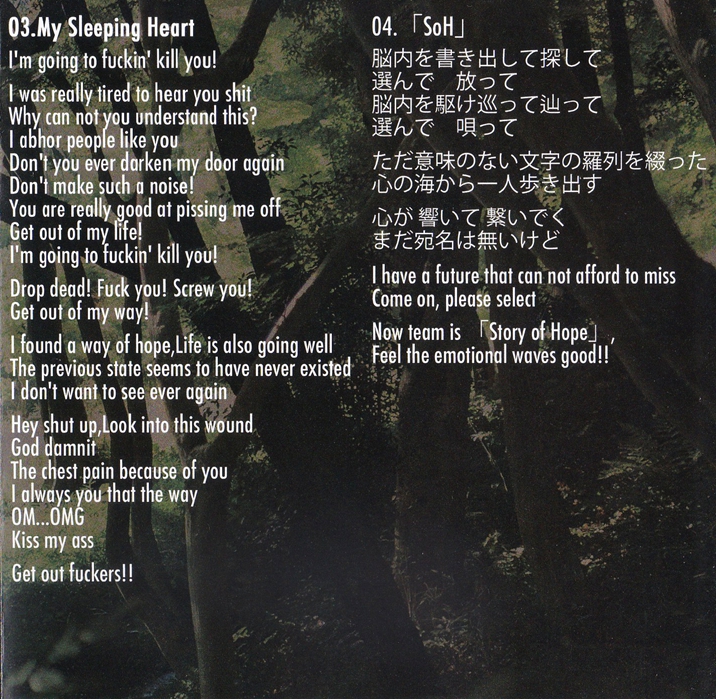 03.My Sleeping Heart
I'm going to fuckin' kill you!
I was really tired to hear you shit
Why can not you understand this?
I abhor people like you
Don't you ever darken my door again
Don't make such a noise!
You are really good at pissing me off
Get out of my life!
I'm going to fuckin' kill you!
Drop dead! Fuck you! Screw you!
Get out of my way!
I found a way of hope,Life is also going well
The previous state seems to have never existed
I don't want to see ever again
Hey shut up,Look into this wound
God damnit
The chest pain because of you
I always you that the way
OM...OMG
Kiss my ass
Get out fuckers!!
04.「SoH」
脳内を書き出して探して
選んで　放って
脳内を駆け巡って辿って
選んで　唄って
ただ意味のない文字の羅列を綴った
心の海から一人歩き出す
心が 響いて 繋いでく
まだ宛名は無いけど
I have a future that can not afford to miss
Come on, please select
Now team is 「Story of Hope」,
Feel the emotional waves good!!